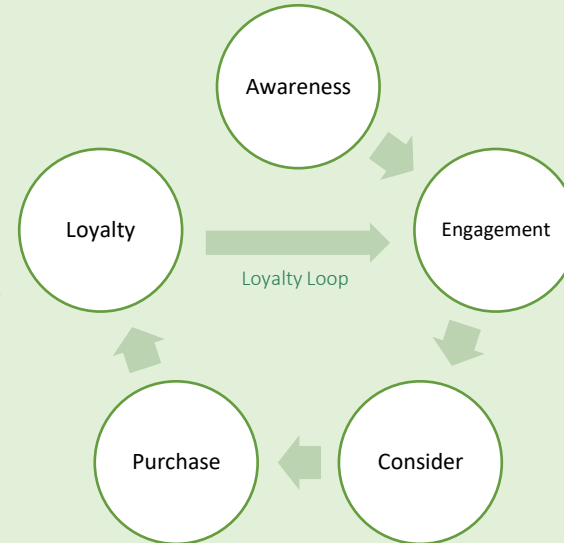 Awareness
Loyalty
Engagement
Loyalty Loop
Purchase
Consider